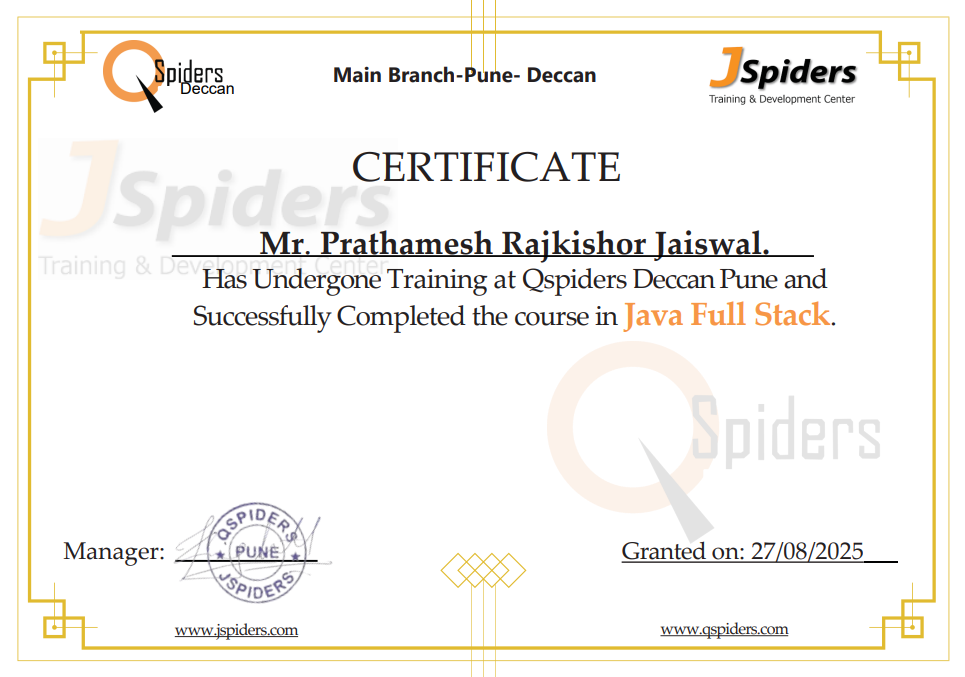 QSpiders
Deccan
Main Branch-Pune- Deccan
JSpiders
Training & Development Center
JSpiders
Training & Development Center
CERTIFICATE
Mr. Prathamesh Rajkishor Jaiswal.
Has Undergone Training at Qspiders Deccan Pune and
Successfully Completed the course in Java Full Stack.
QSpiders
Manager:
QSPIDERS
PUNE
JSPIDERS
Granted on: 27/08/2025
www.jspiders.com
www.qspiders.com